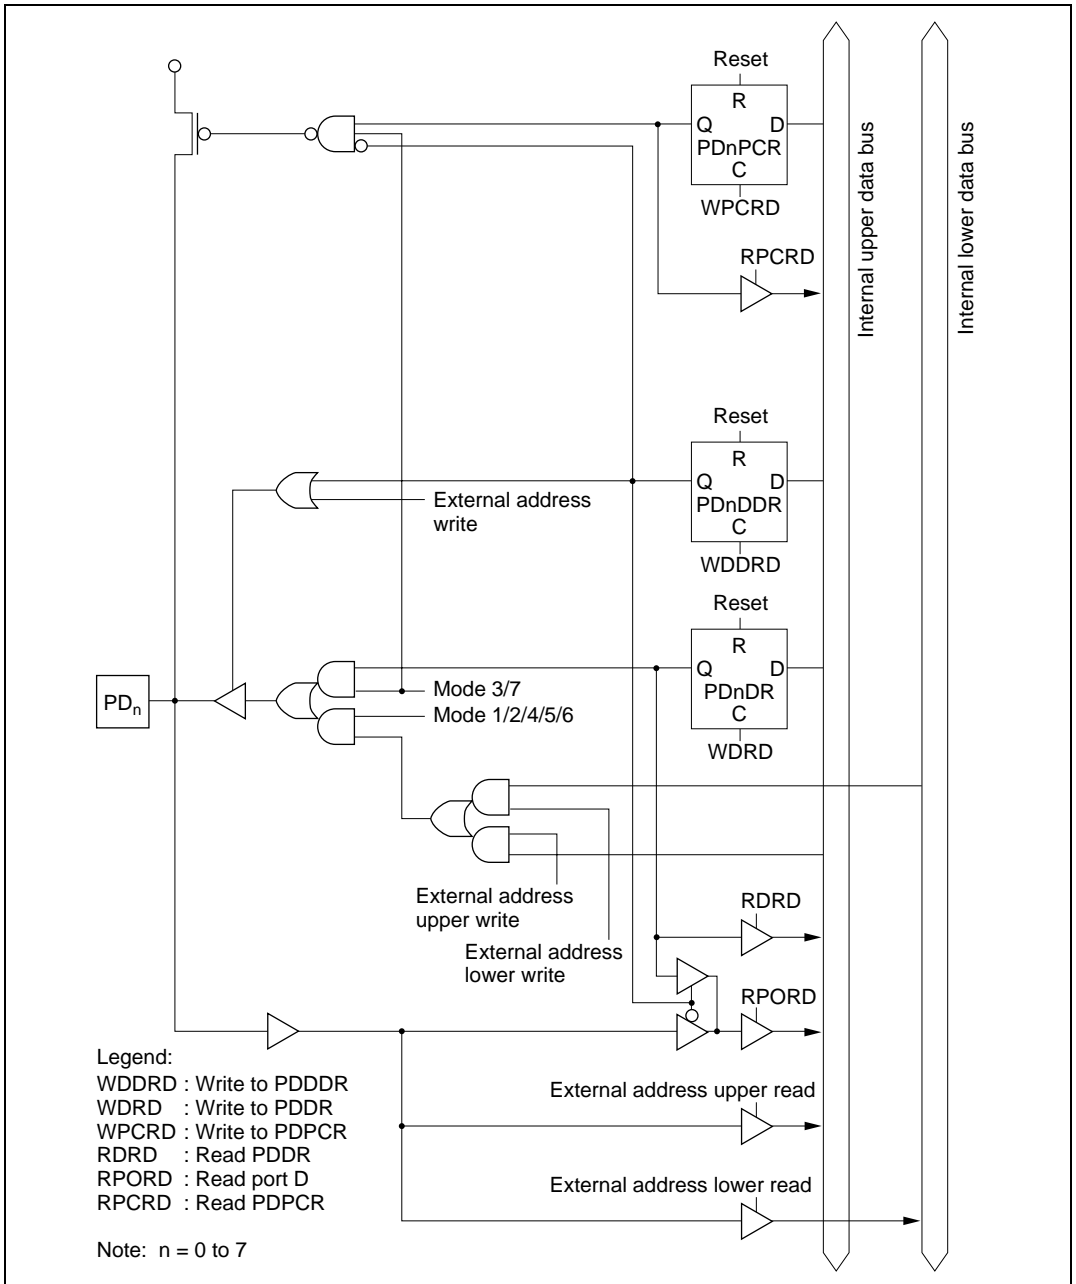 Reset
R
Q D
PDnPCR
C
WPCRD
RPCRD
Internal upper data bus
Internal lower data bus
Reset
R
Q D
PDnDDR
C
WDDRD
External address
write
Reset
R
Q D
PDnDR
C
WDRD
PDn
Mode 3/7
Mode 1/2/4/5/6
External address
upper write
External address
lower write
RDRD
RPORD
External address upper read
External address lower read
Legend:
WDDRD : Write to PDDDR
WDRD : Write to PDDR
WPCRD : Write to PDPCR
RDRD : Read PDDR
RPORD : Read port D
RPCRD : Read PDPCR
Note: n = 0 to 7